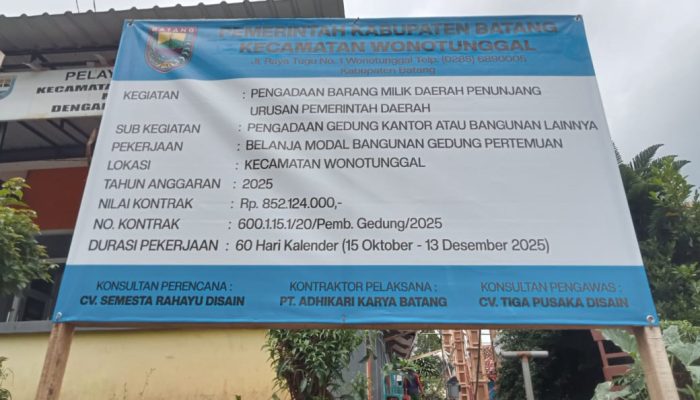 BATANG
PEMERINTAH KABUPATEN BATANG
KECAMATAN WONOTUNGGAL
Jl. Raya Tugu No. 1 Wonotunggal Telp. (0285) 6890005
Kabupaten Batang
PELAY
KECAMATA
DENGA
KEGIATAN : PENGADAAN BARANG MILIK DAERAH PENUNJANG
URUSAN PEMERINTAH DAERAH
SUB KEGIATAN : PENGADAAN GEDUNG KANTOR ATAU BANGUNAN LAINNYA
PEKERJAAN : BELANJA MODAL BANGUNAN GEDUNG PERTEMUAN
LOKASI : KECAMATAN WONOTUNGGAL
TAHUN ANGGARAN : 2025
NILAI KONTRAK : Rp. 852.124.000,-
NO. KONTRAK : 600.1.15.1/20/Pemb. Gedung/2025
DURASI PEKERJAAN : 60 Hari Kalender (15 Oktober - 13 Desember 2025)
KONSULTAN PERENCANA :
CV. SEMESTA RAHAYU DISAIN
KONTRAKTOR PELAKSANA :
PT. ADHIKARI KARYA BATANG
KONSULTAN PENGAWAS :
CV. TIGA PUSAKA DISAIN